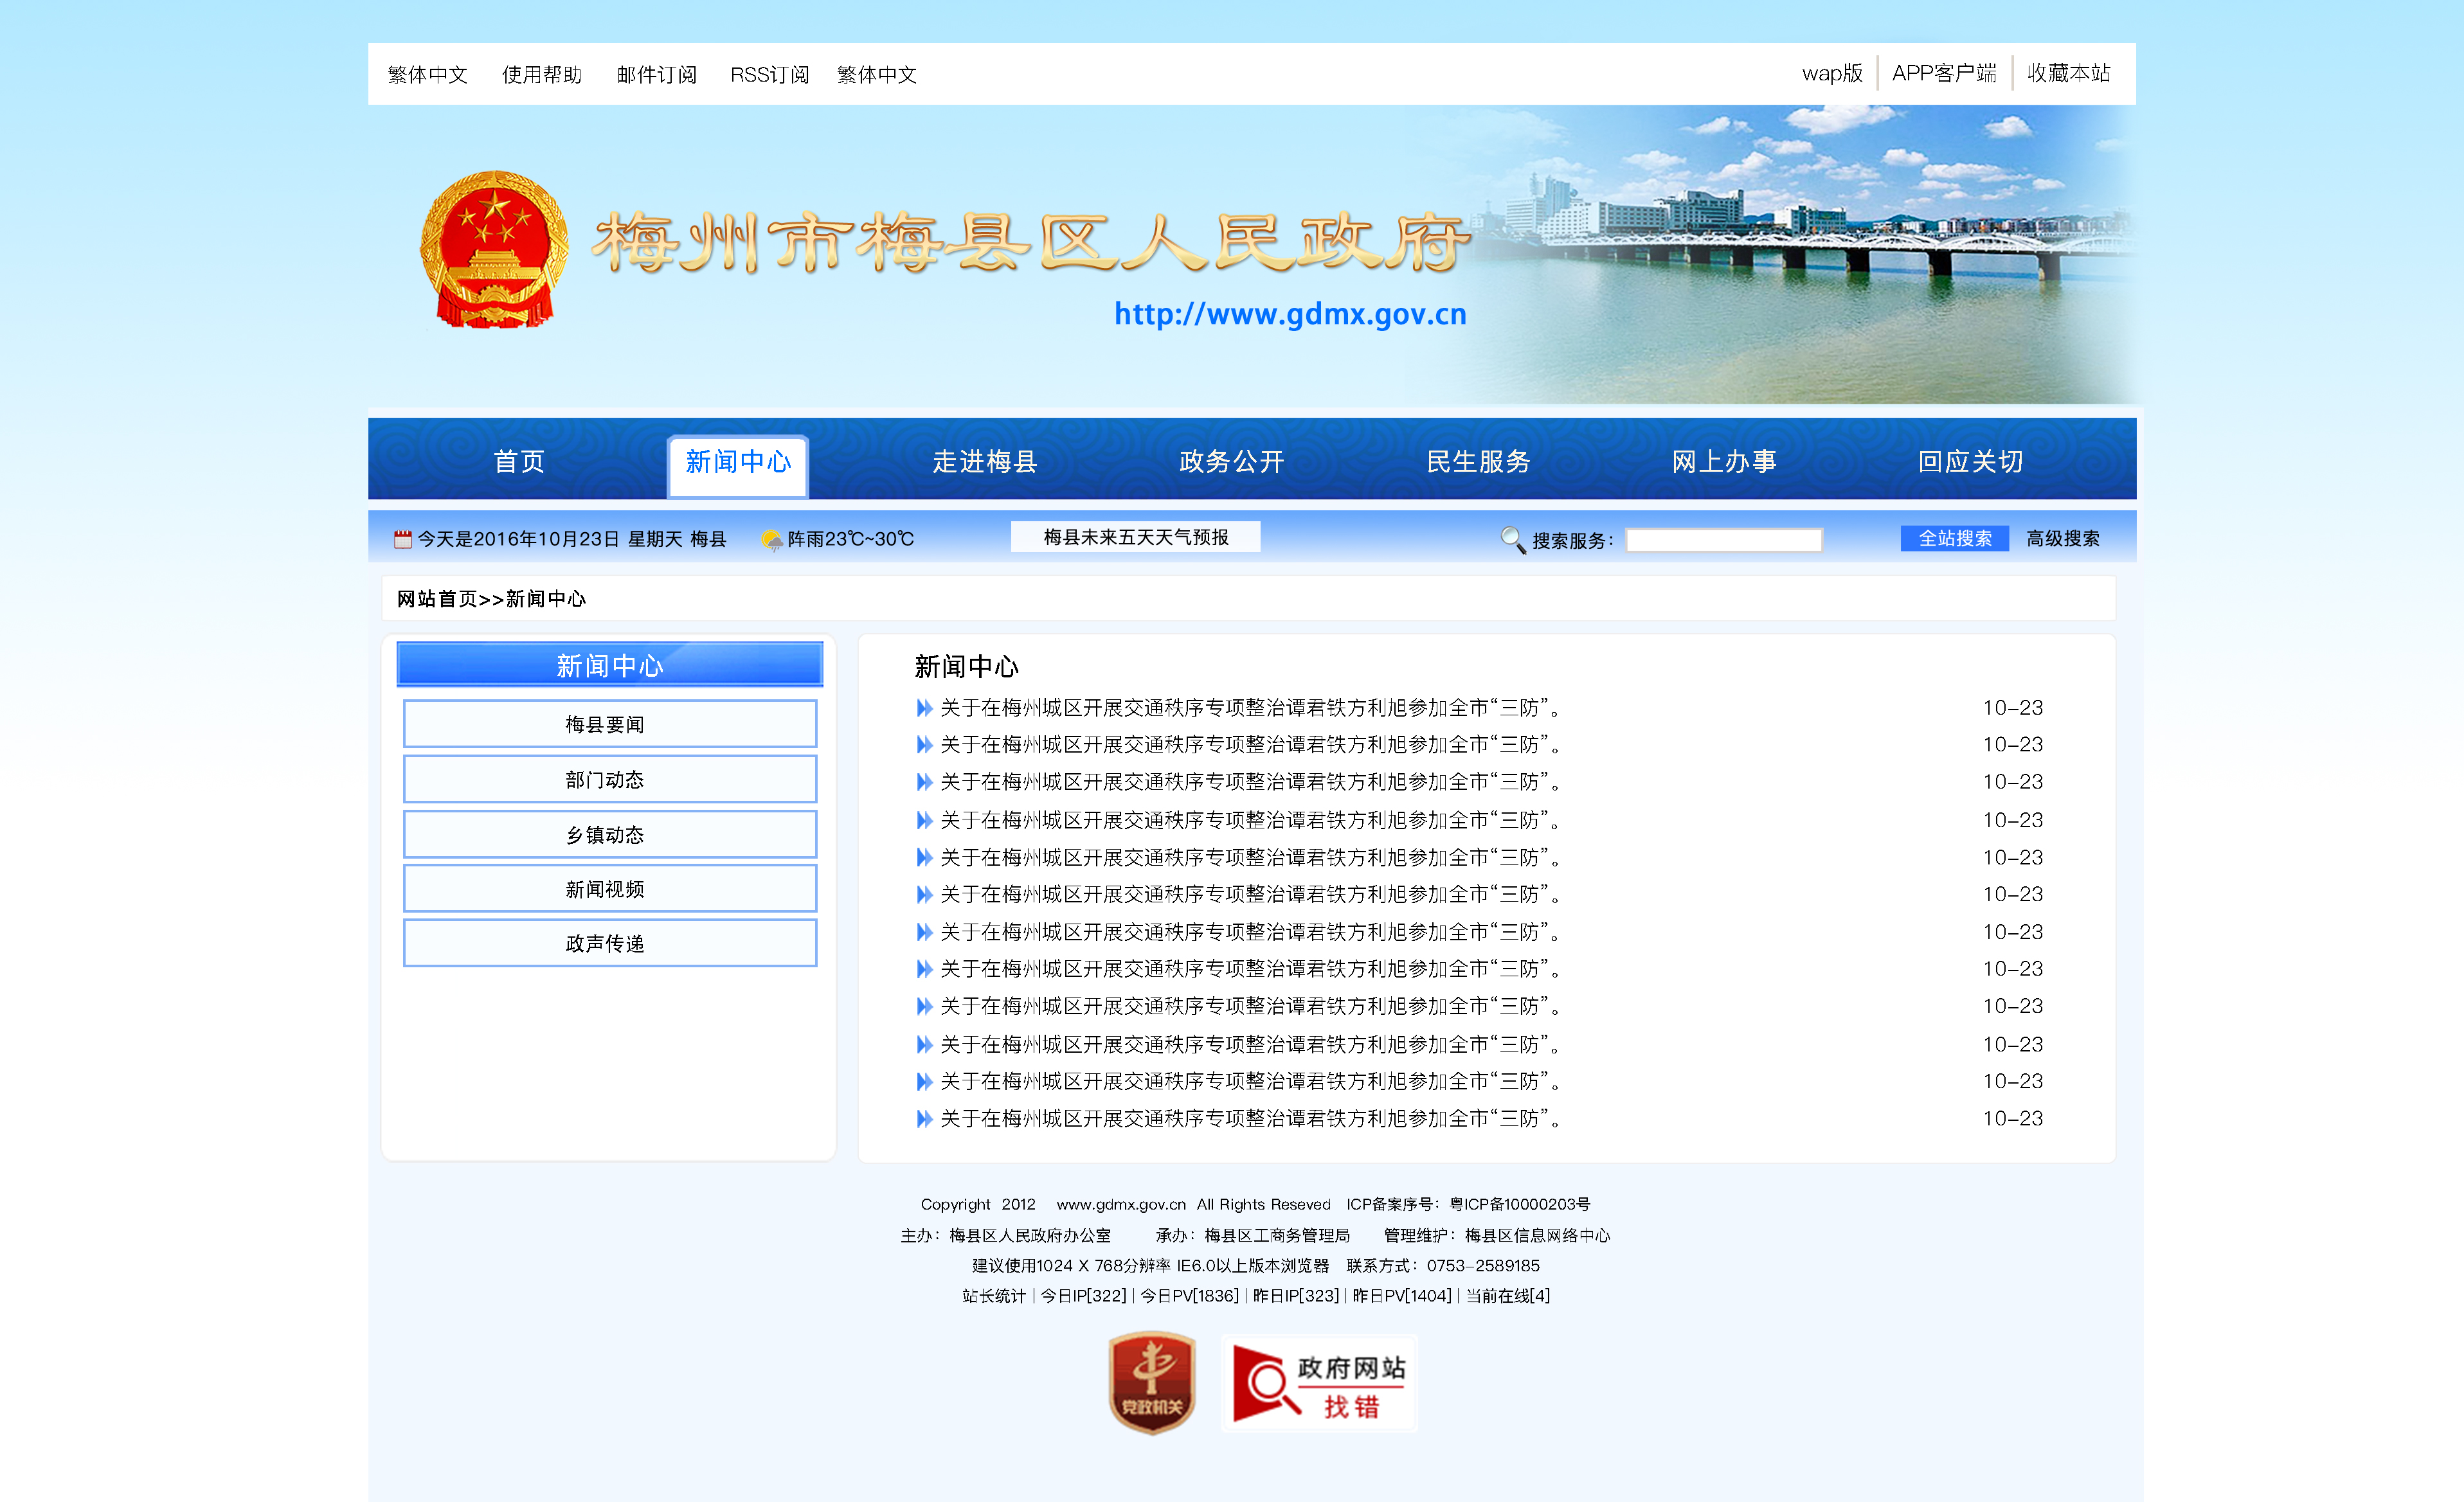 繁体中文 使用帮助 邮件订阅 RSS订阅 繁体中文 wap版 APP客户端 收藏本站
梅州市梅县区人民政府
http://www.gdmx.gov.cn
首页 新闻中心 走进梅县 政务公开 民生服务 网上办事 回应关切
今天是2016年10月23日 星期天 梅县 阵雨23℃~30℃ 梅县未来五天天气预报 搜索服务： 全站搜索 高级搜索
网站首页>>新闻中心
新闻中心
梅县要闻
部门动态
乡镇动态
新闻视频
政声传递
新闻中心
关于在梅州城区开展交通秩序专项整治谭君铁方利旭参加全市“三防”。 10-23
关于在梅州城区开展交通秩序专项整治谭君铁方利旭参加全市“三防”。 10-23
关于在梅州城区开展交通秩序专项整治谭君铁方利旭参加全市“三防”。 10-23
关于在梅州城区开展交通秩序专项整治谭君铁方利旭参加全市“三防”。 10-23
关于在梅州城区开展交通秩序专项整治谭君铁方利旭参加全市“三防”。 10-23
关于在梅州城区开展交通秩序专项整治谭君铁方利旭参加全市“三防”。 10-23
关于在梅州城区开展交通秩序专项整治谭君铁方利旭参加全市“三防”。 10-23
关于在梅州城区开展交通秩序专项整治谭君铁方利旭参加全市“三防”。 10-23
关于在梅州城区开展交通秩序专项整治谭君铁方利旭参加全市“三防”。 10-23
关于在梅州城区开展交通秩序专项整治谭君铁方利旭参加全市“三防”。 10-23
关于在梅州城区开展交通秩序专项整治谭君铁方利旭参加全市“三防”。 10-23
关于在梅州城区开展交通秩序专项整治谭君铁方利旭参加全市“三防”。 10-23
Copyright 2012 www.gdmx.gov.cn All Rights Reseved ICP备案序号：粤ICP备10000203号
主办：梅县区人民政府办公室 承办：梅县区工商务管理局 管理维护：梅县区信息网络中心
建议使用1024 X 768分辨率 IE6.0以上版本浏览器 联系方式：0753-2589185
站长统计 | 今日IP[322] | 今日PV[1836] | 昨日IP[323] | 昨日PV[1404] | 当前在线[4]
党政机关
政府网站
找错